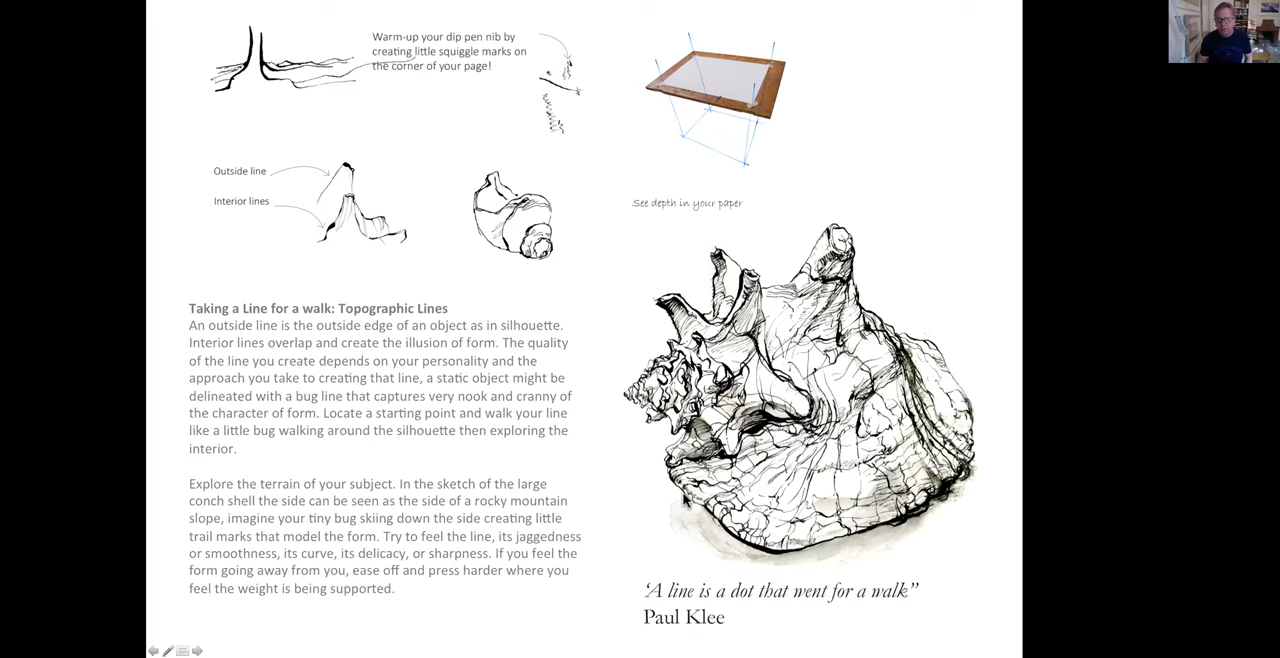 Warm-up your dip pen nib by
creating little squiggle marks on
the corner of your page!
Outside line
Interior lines
See depth in your paper
Taking a Line for a walk: Topographic Lines
An outside line is the outside edge of an object as in silhouette.
Interior lines overlap and create the illusion of form. The quality
of the line you create depends on your personality and the
approach you take to creating that line, a static object might be
delineated with a bug line that captures very nook and cranny of
the character of form. Locate a starting point and walk your line
like a little bug walking around the silhouette then exploring the
interior.
Explore the terrain of your subject. In the sketch of the large
conch shell the side can be seen as the side of a rocky mountain
slope, imagine your tiny bug skiing down the side creating little
trail marks that model the form. Try to feel the line, its jaggedness
or smoothness, its curve, its delicacy, or sharpness. If you feel the
form going away from you, ease off and press harder where you
feel the weight is being supported.
‘A line is a dot that went for a walk”
Paul Klee